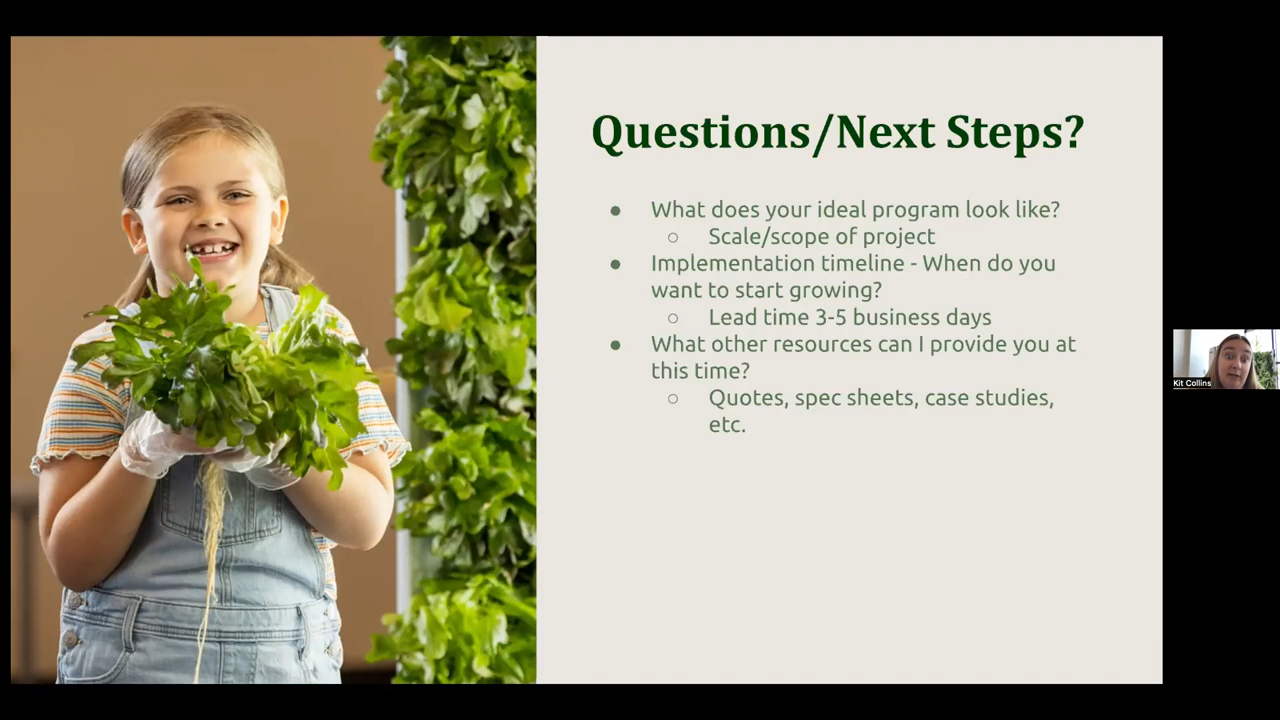 Questions/Next Steps?
● What does your ideal program look like?
○ Scale/scope of project
● Implementation timeline - When do you
want to start growing?
○ Lead time 3-5 business days
● What other resources can I provide you at
this time?
○ Quotes, spec sheets, case studies,
etc.
Kit Collins